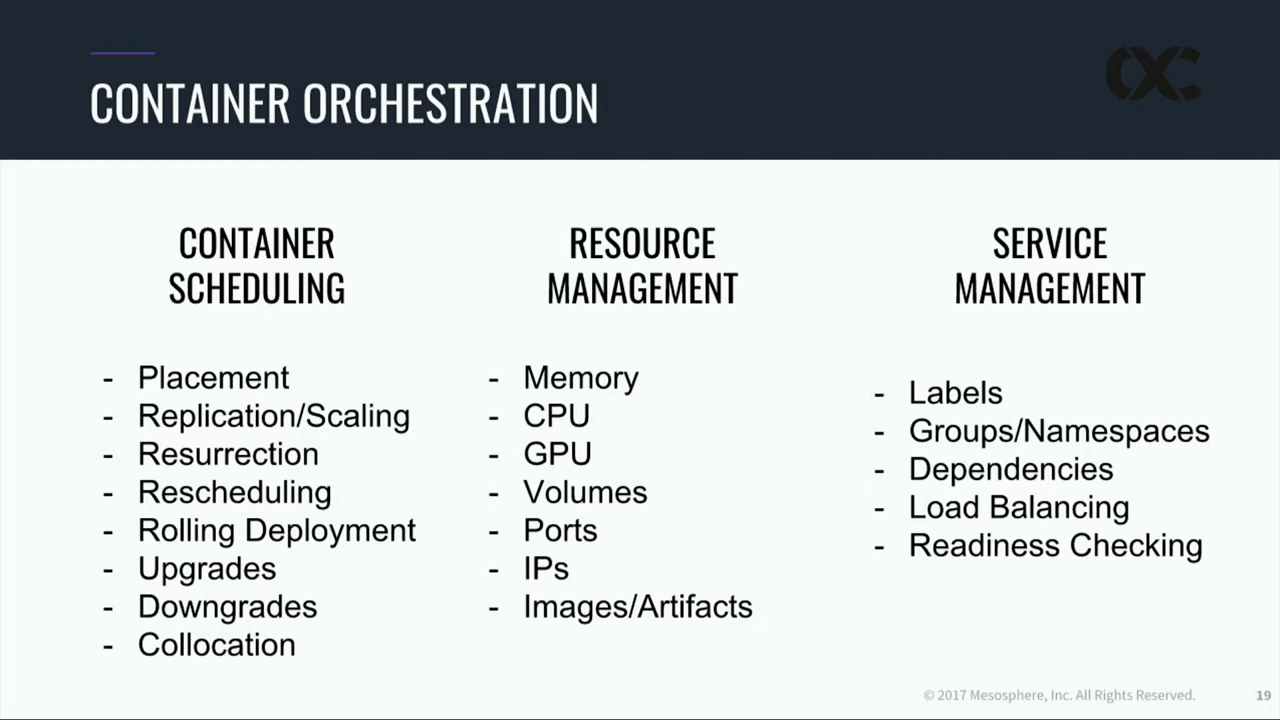 CONTAINER ORCHESTRATION
CONTAINER
SCHEDULING
- Placement
- Replication/Scaling
- Resurrection
- Rescheduling
- Rolling Deployment
- Upgrades
- Downgrades
- Collocation
RESOURCE
MANAGEMENT
- Memory
- CPU
- GPU
- Volumes
- Ports
- IPs
- Images/Artifacts
SERVICE
MANAGEMENT
- Labels
- Groups/Namespaces
- Dependencies
- Load Balancing
- Readiness Checking
© 2017 Mesosphere, Inc. All Rights Reserved.
19